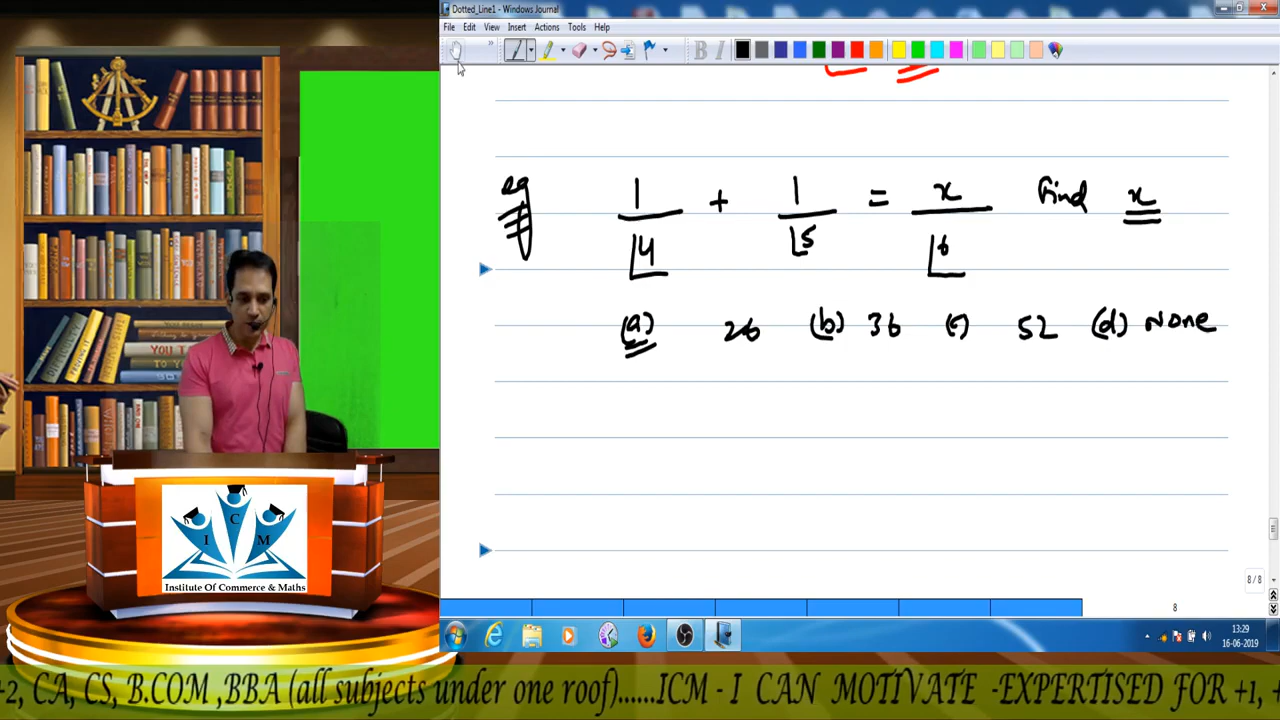 Dotted_Line1 - Windows Journal
File Edit View Insert Actions Tools Help
eg 1/⌊4 + 1/⌊5 = x/⌊6 Find x
(a) 26 (b) 36 (c) 52 (d) None
8/8
8
I C M
Institute Of Commerce & Maths
13:29
16-06-2019
+2, CA, CS, B.COM ,BBA (all subjects under one roof)......ICM - I CAN MOTIVATE -EXPERTISED FOR +1, +